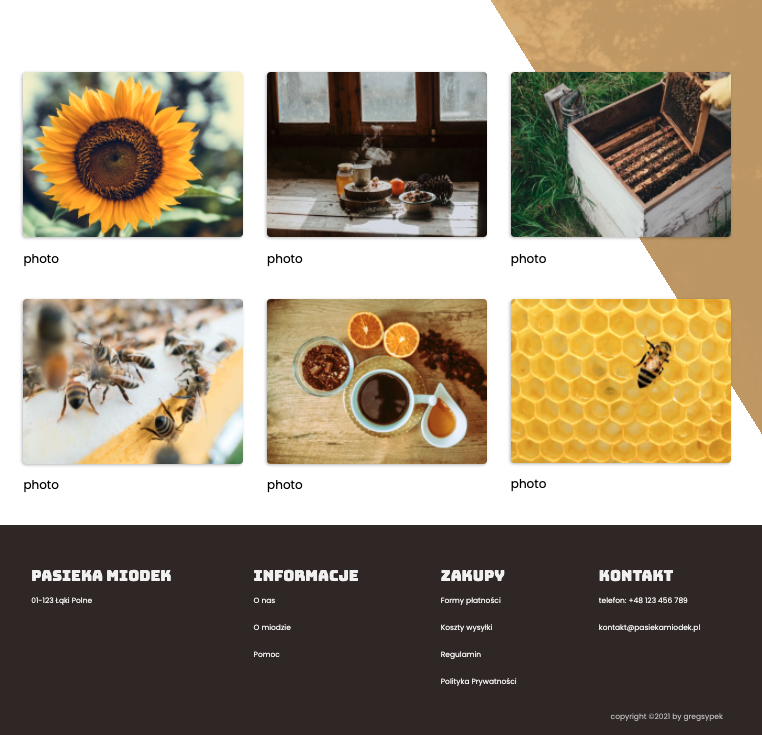 photo
photo
photo
photo
photo
photo
PASIEKA MIODEK
01-123 Łąki Polne
INFORMACJE
O nas
O miodzie
Pomoc
ZAKUPY
Formy płatności
Koszty wysyłki
Regulamin
Polityka Prywatności
KONTAKT
telefon: +48 123 456 789
kontakt@pasiekamiodek.pl
copyright ©2021 by gregsypek